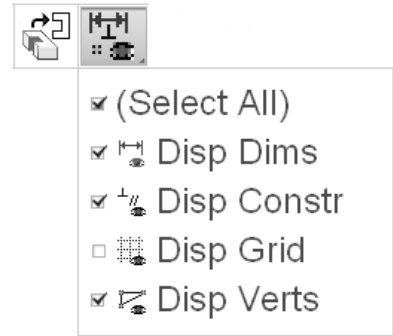 (Select All)
Disp Dims
Disp Constr
Disp Grid
Disp Verts